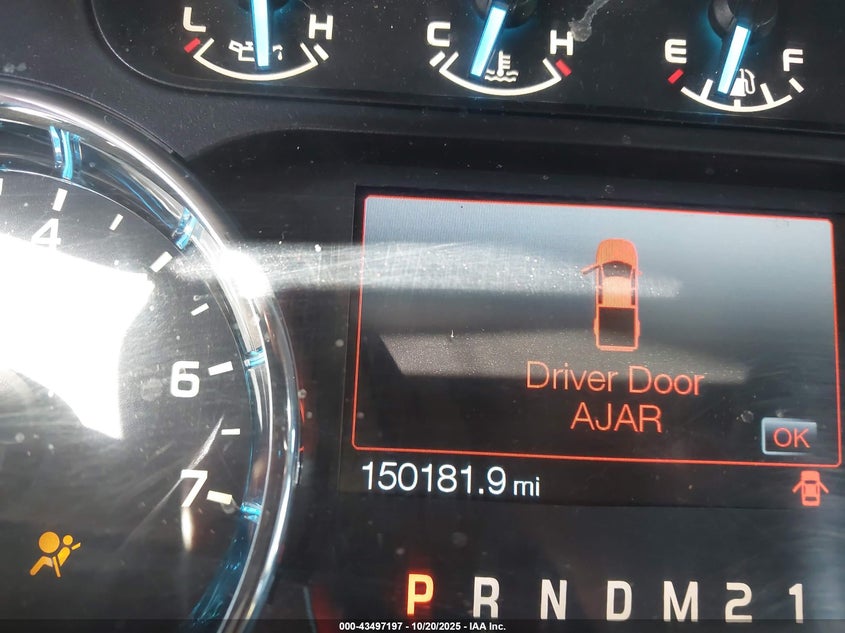 L H C H E F
4
6
7
Driver Door
AJAR
OK
150181.9 mi
P R N D M 2 1
000-43497197 - 10/20/2025 - IAA Inc.